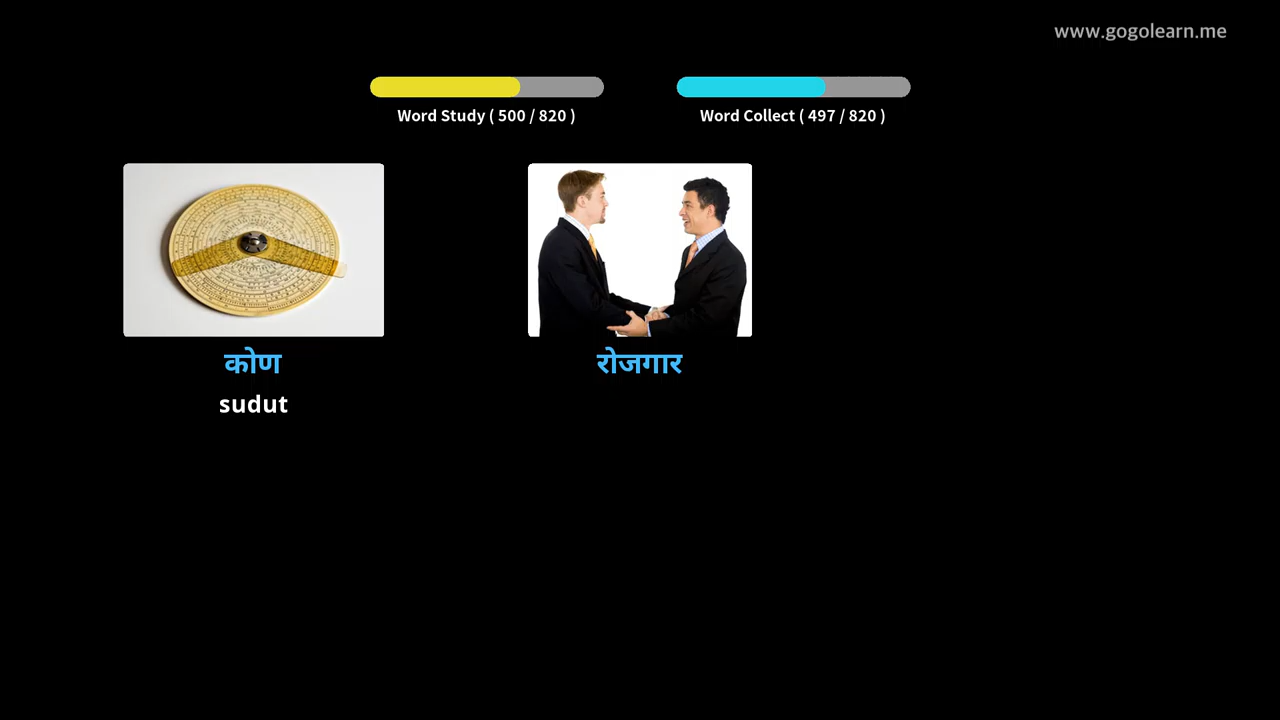 www.gogolearn.me
Word Study ( 500 / 820 )
Word Collect ( 497 / 820 )
कोण
रोजगार
sudut